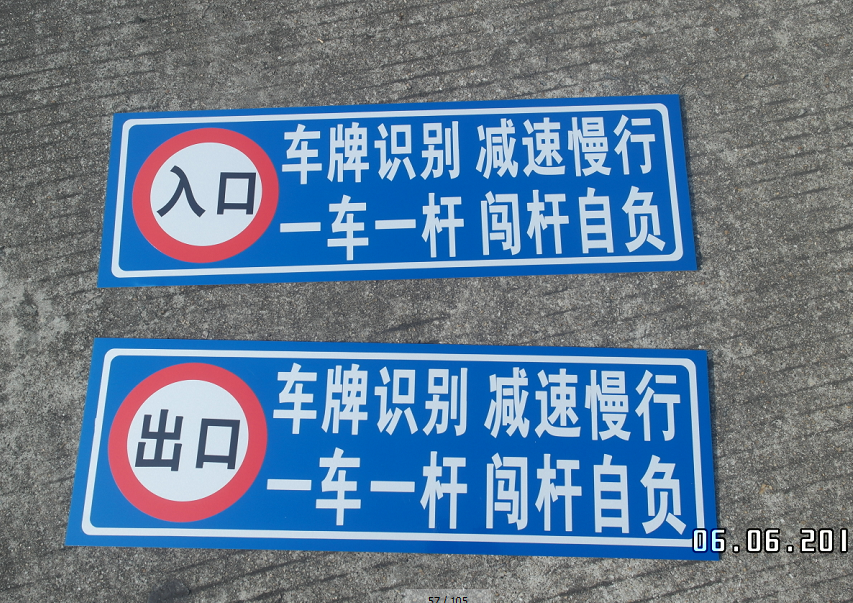 入口
车牌识别 减速慢行
一车一杆 闯杆自负
出口
车牌识别 减速慢行
一车一杆 闯杆自负
06.06.201
57 / 105